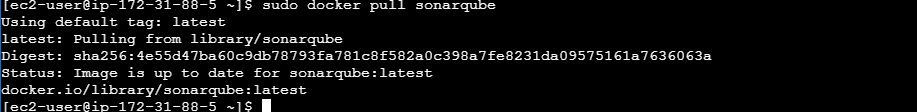 [ec2-user@ip-172-31-88-5 ~]$ sudo docker pull sonarqube
Using default tag: latest
latest: Pulling from library/sonarqube
Digest: sha256:4e55d47ba60c9db78793fa781c8f582a0c398a7fe8231da09575161a7636063a
Status: Image is up to date for sonarqube:latest
docker.io/library/sonarqube:latest
[ec2-user@ip-172-31-88-5 ~]$